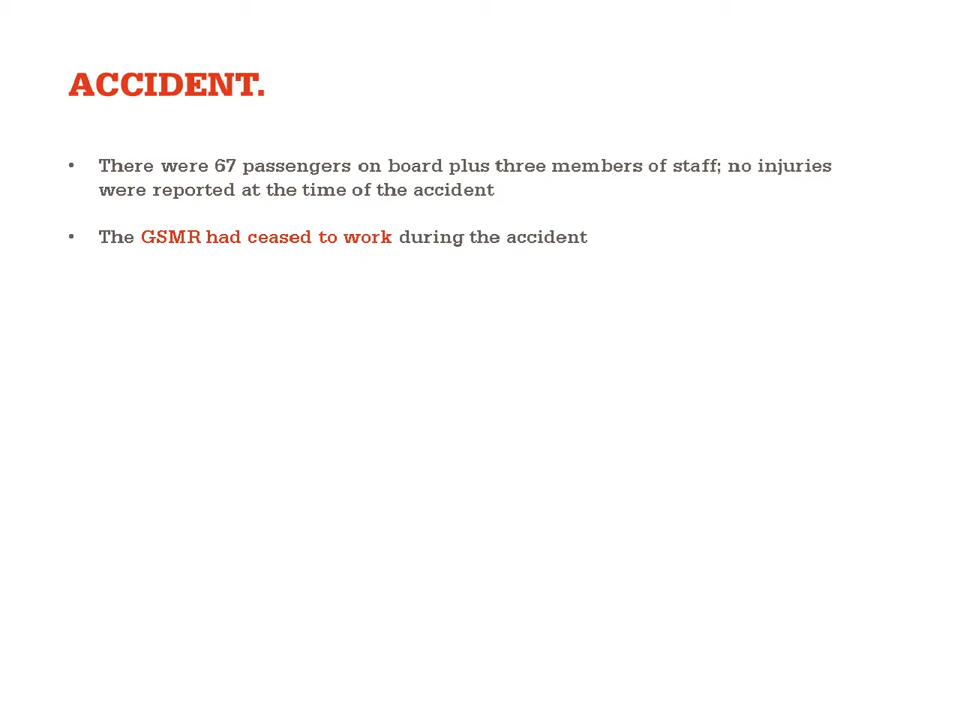 ACCIDENT.
• There were 67 passengers on board plus three members of staff; no injuries
were reported at the time of the accident
• The GSMR had ceased to work during the accident